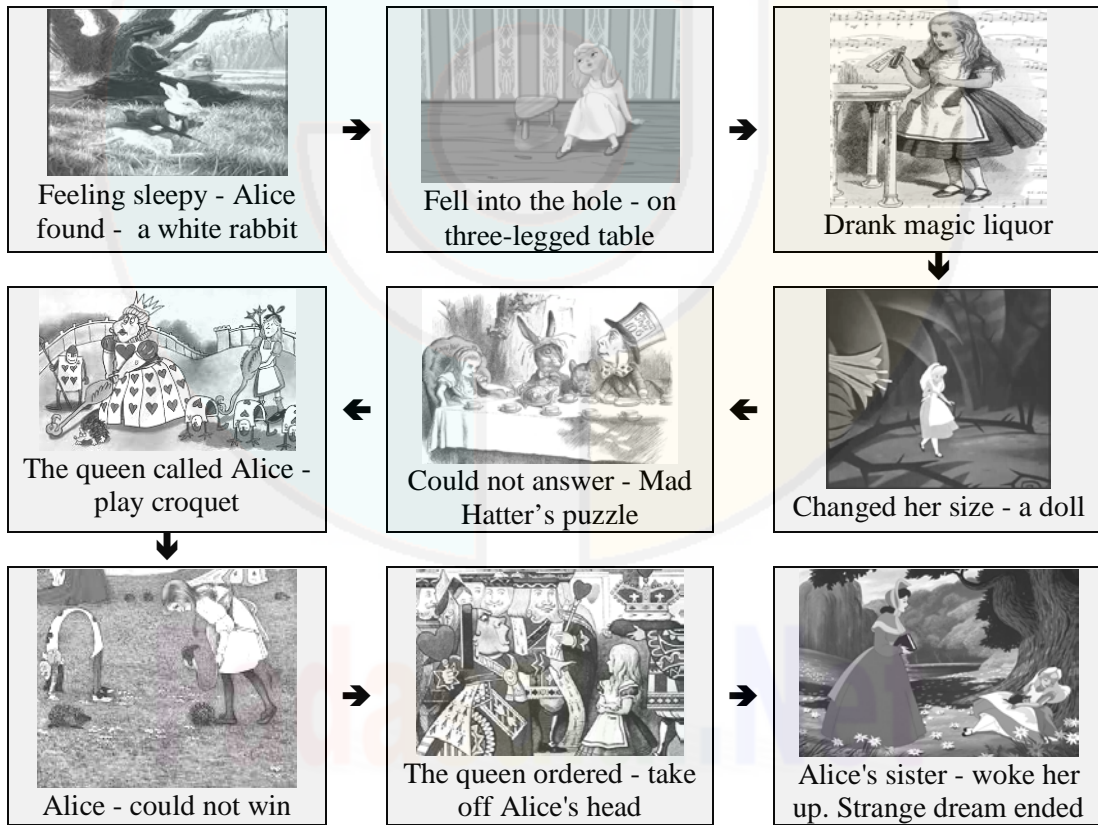 Feeling sleepy - Alice
found - a white rabbit
Fell into the hole - on
three-legged table
Drank magic liquor
Changed her size - a doll
Could not answer - Mad
Hatter's puzzle
The queen called Alice -
play croquet
Alice - could not win
The queen ordered - take
off Alice's head
Alice's sister - woke her
up. Strange dream ended